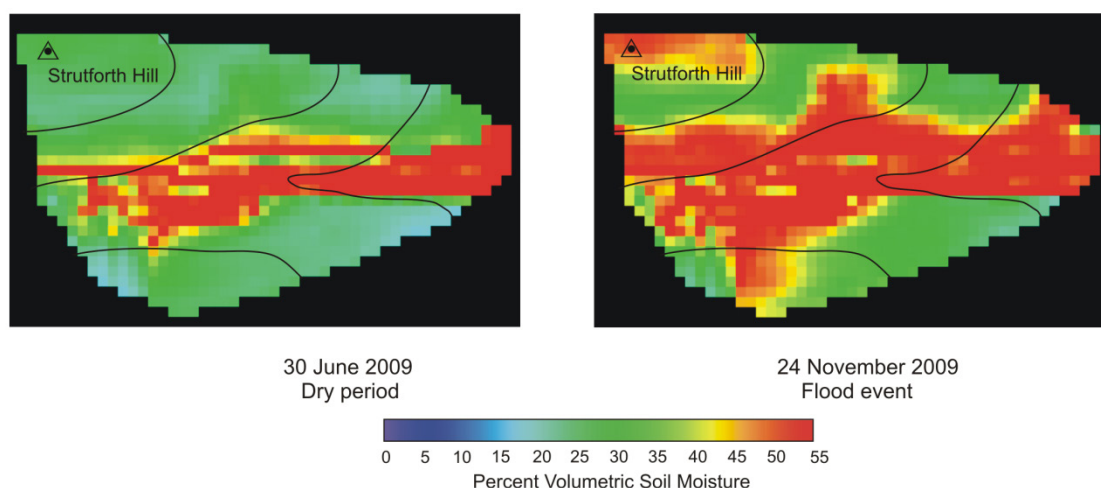 Strutforth Hill
Strutforth Hill
30 June 2009
Dry period
24 November 2009
Flood event
0 5 10 15 20 25 30 35 40 45 50 55
Percent Volumetric Soil Moisture